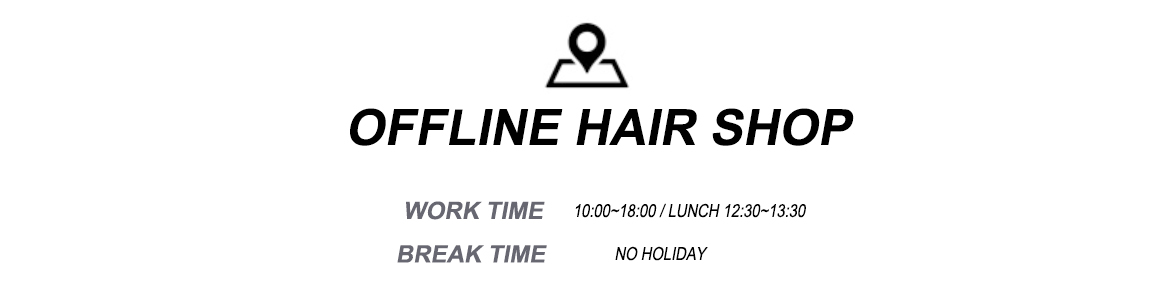 OFFLINE HAIR SHOP
WORK TIME 10:00~18:00 / LUNCH 12:30~13:30
BREAK TIME NO HOLIDAY